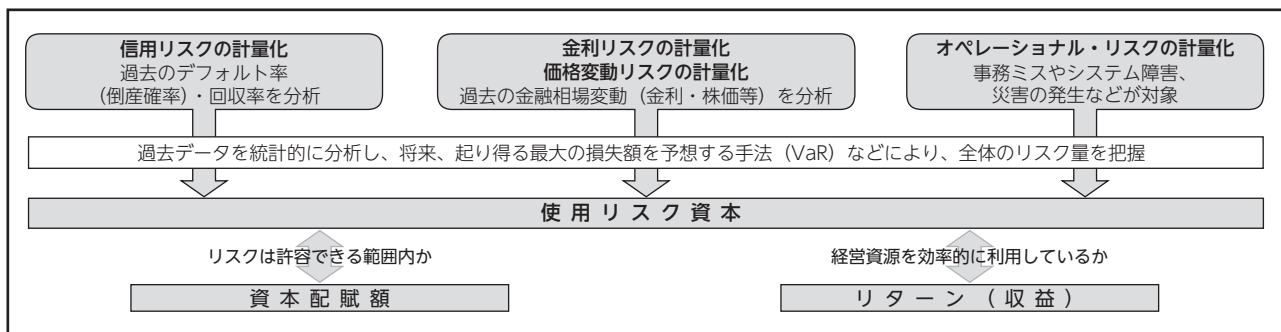 信用リスクの計量化
過去のデフォルト率
（倒産確率）・回収率を分析
金利リスクの計量化
価格変動リスクの計量化
過去の金融相場変動（金利・株価等）を分析
オペレーショナル・リスクの計量化
事務ミスやシステム障害、
災害の発生などが対象
過去データを統計的に分析し、将来、起り得る最大の損失額を予想する手法（VaR）などにより、全体のリスク量を把握
使用リスク資本
リスクは許容できる範囲内か
経営資源を効率的に利用しているか
資本配賦額
リターン（収益）